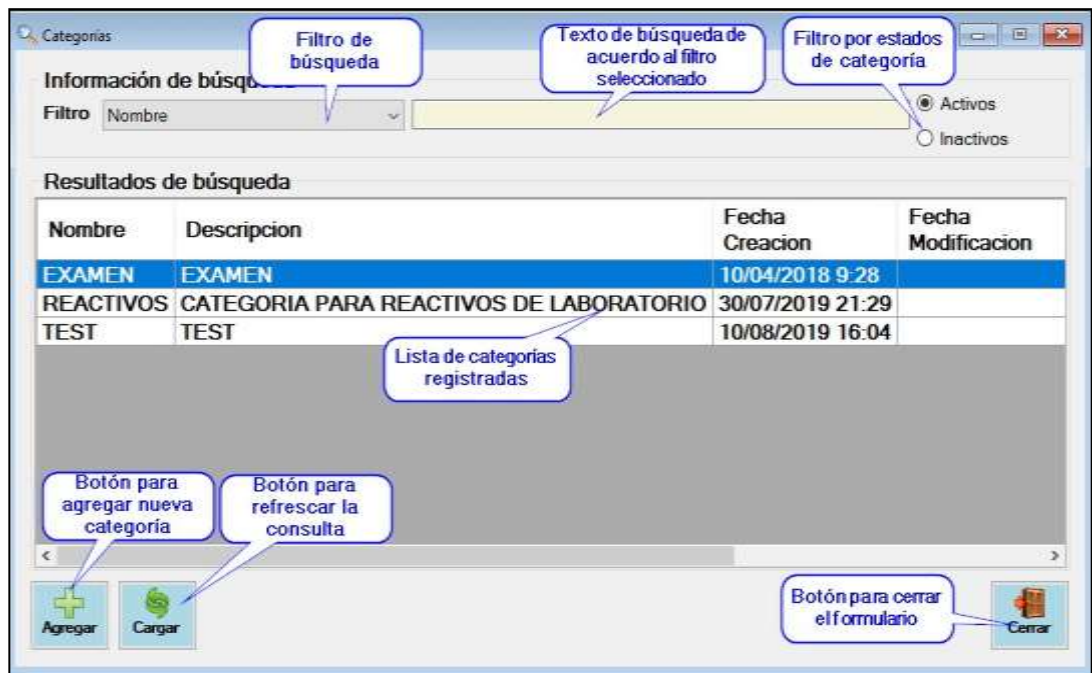 Categorías
Filtro de
búsqueda
Texto de búsqueda de
acuerdo al filtro
seleccionado
Filtro por estados
de categoría
Información de búsqueda
Filtro Nombre
Activos
Inactivos
Resultados de búsqueda
Nombre Descripcion Fecha Creacion Fecha Modificacion
EXAMEN EXAMEN 10/04/2018 9:28
REACTIVOS CATEGORIA PARA REACTIVOS DE LABORATORIO 30/07/2019 21:29
TEST TEST 10/08/2019 16:04
Lista de categorías
registradas
Botón para
agregar nueva
categoría
Botón para
refrescar la
consulta
Botón para cerrar
el formulario
Agregar Cargar Cerrar